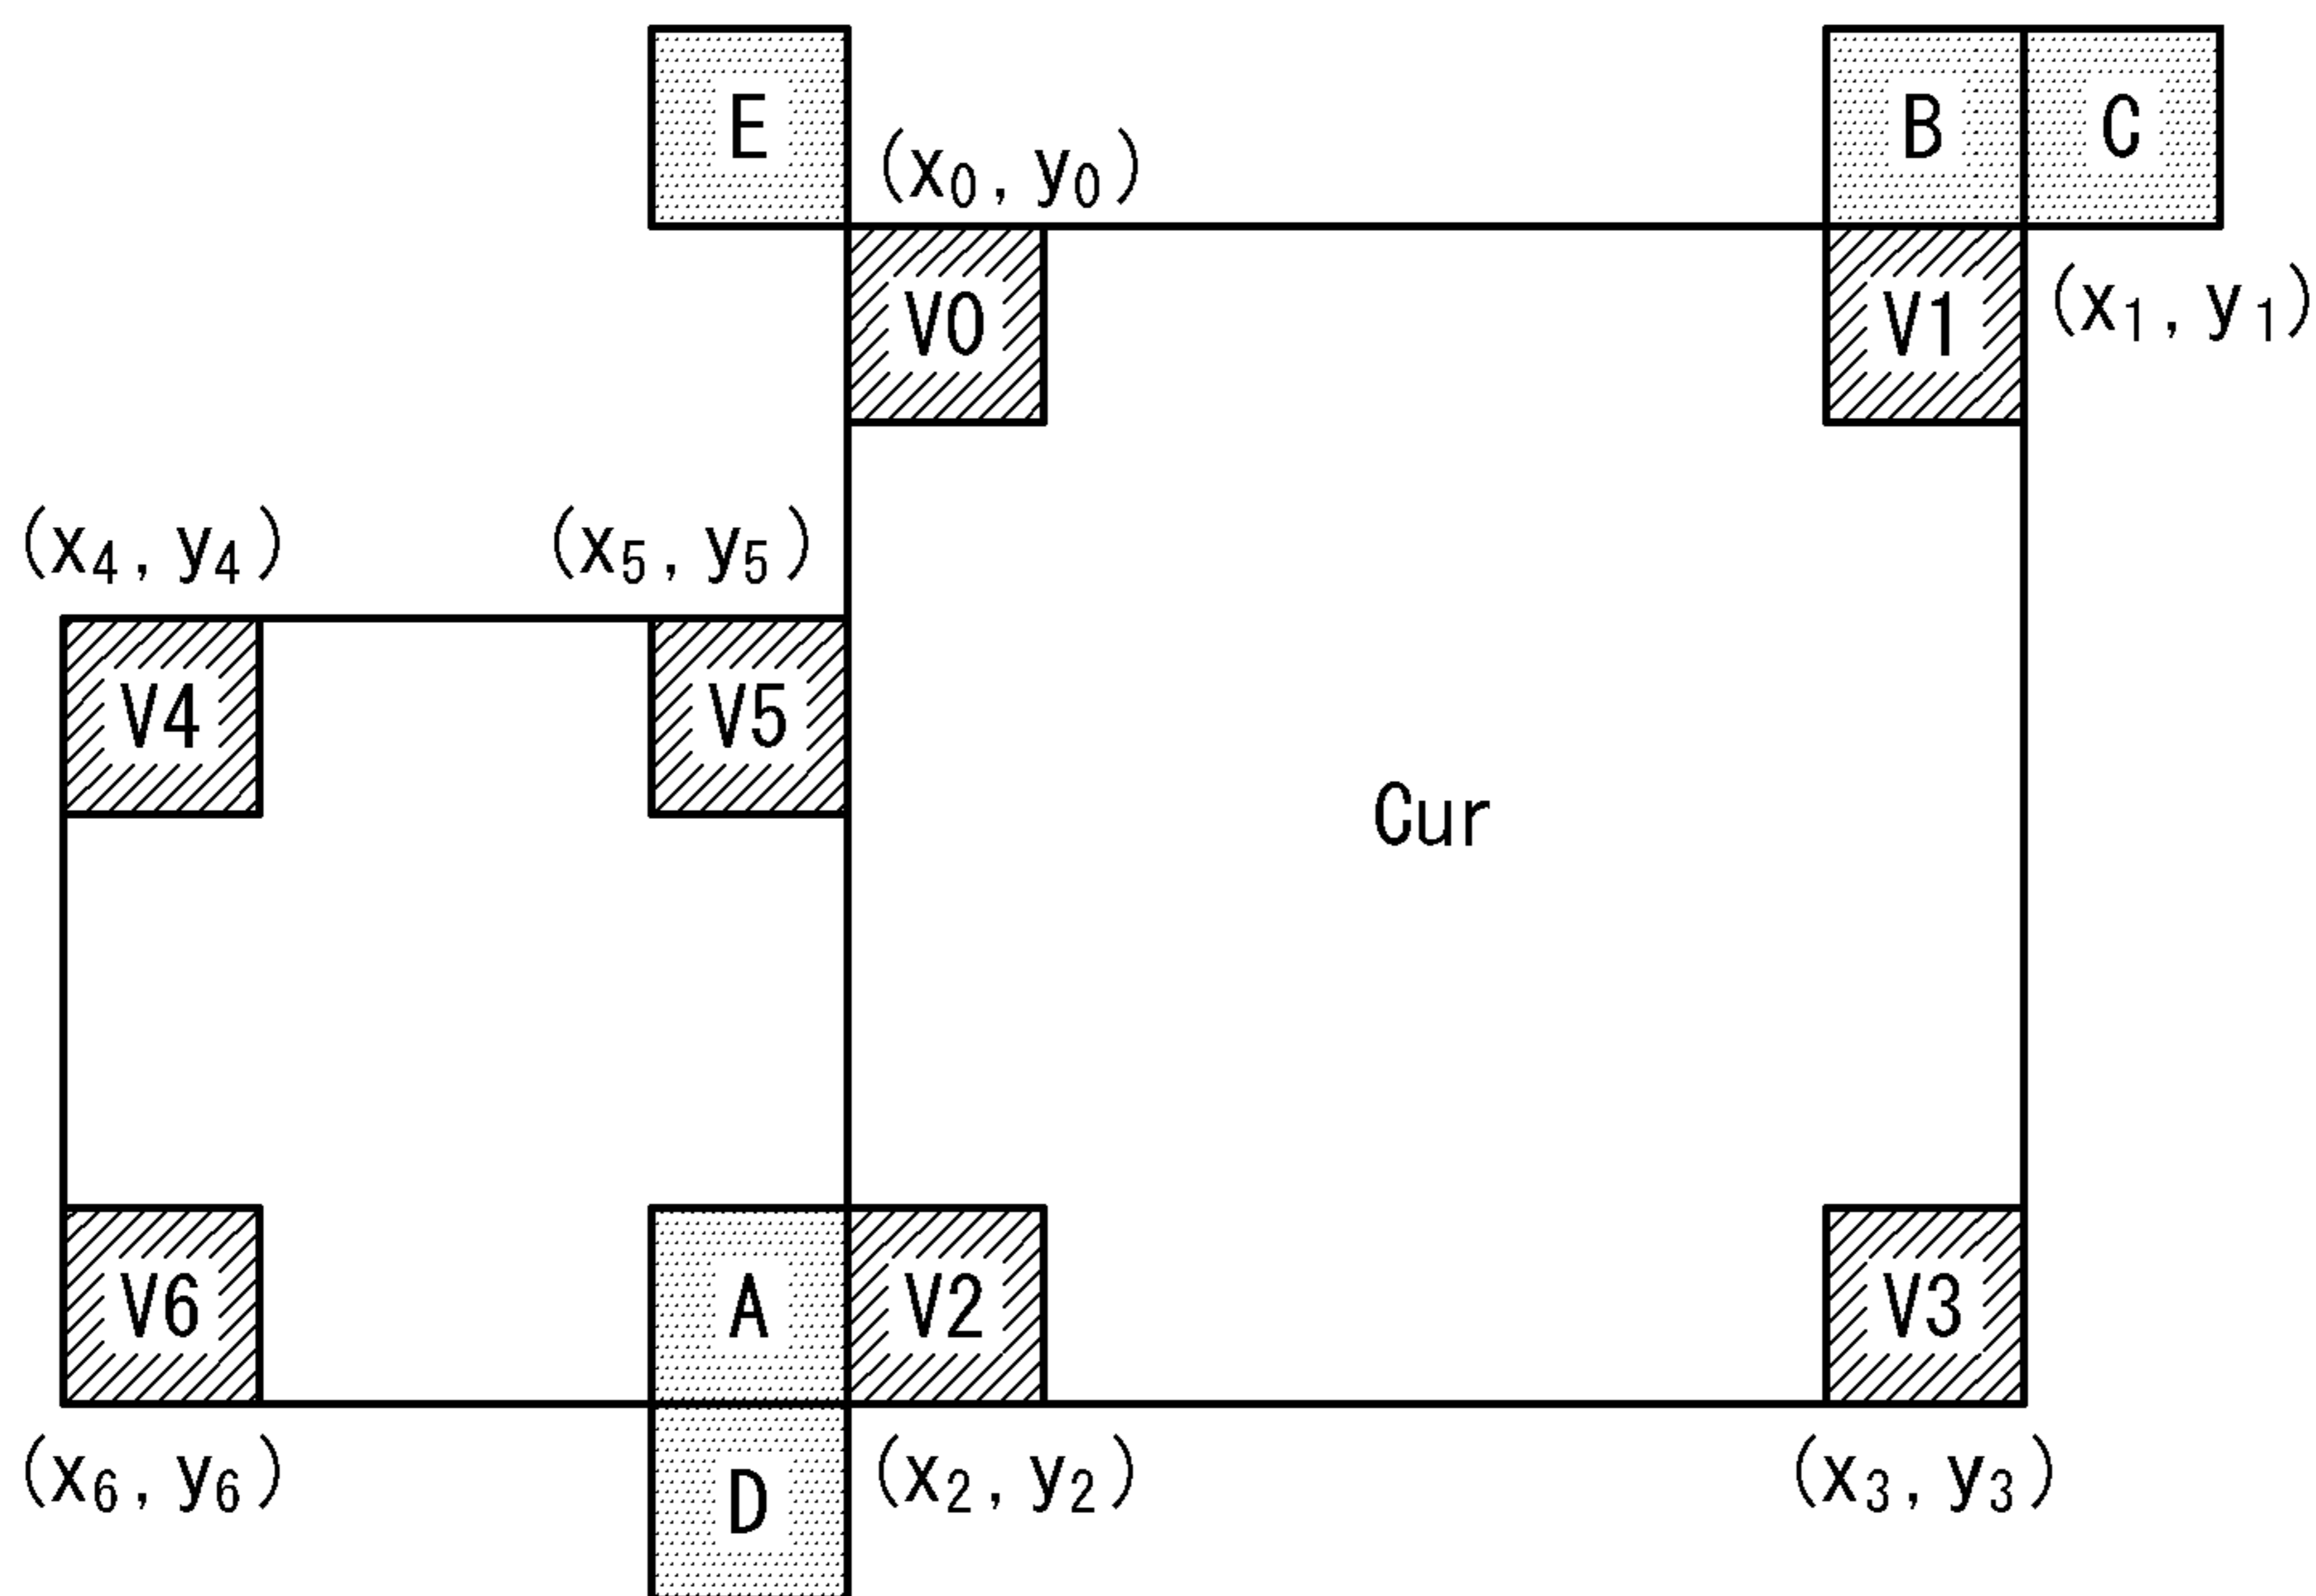 E
B
C
(x0, y0)
V0
V1
(x1, y1)
(x4, y4)
(x5, y5)
V4
V5
Cur
V6
A
V2
V3
(x6, y6)
D
(x2, y2)
(x3, y3)